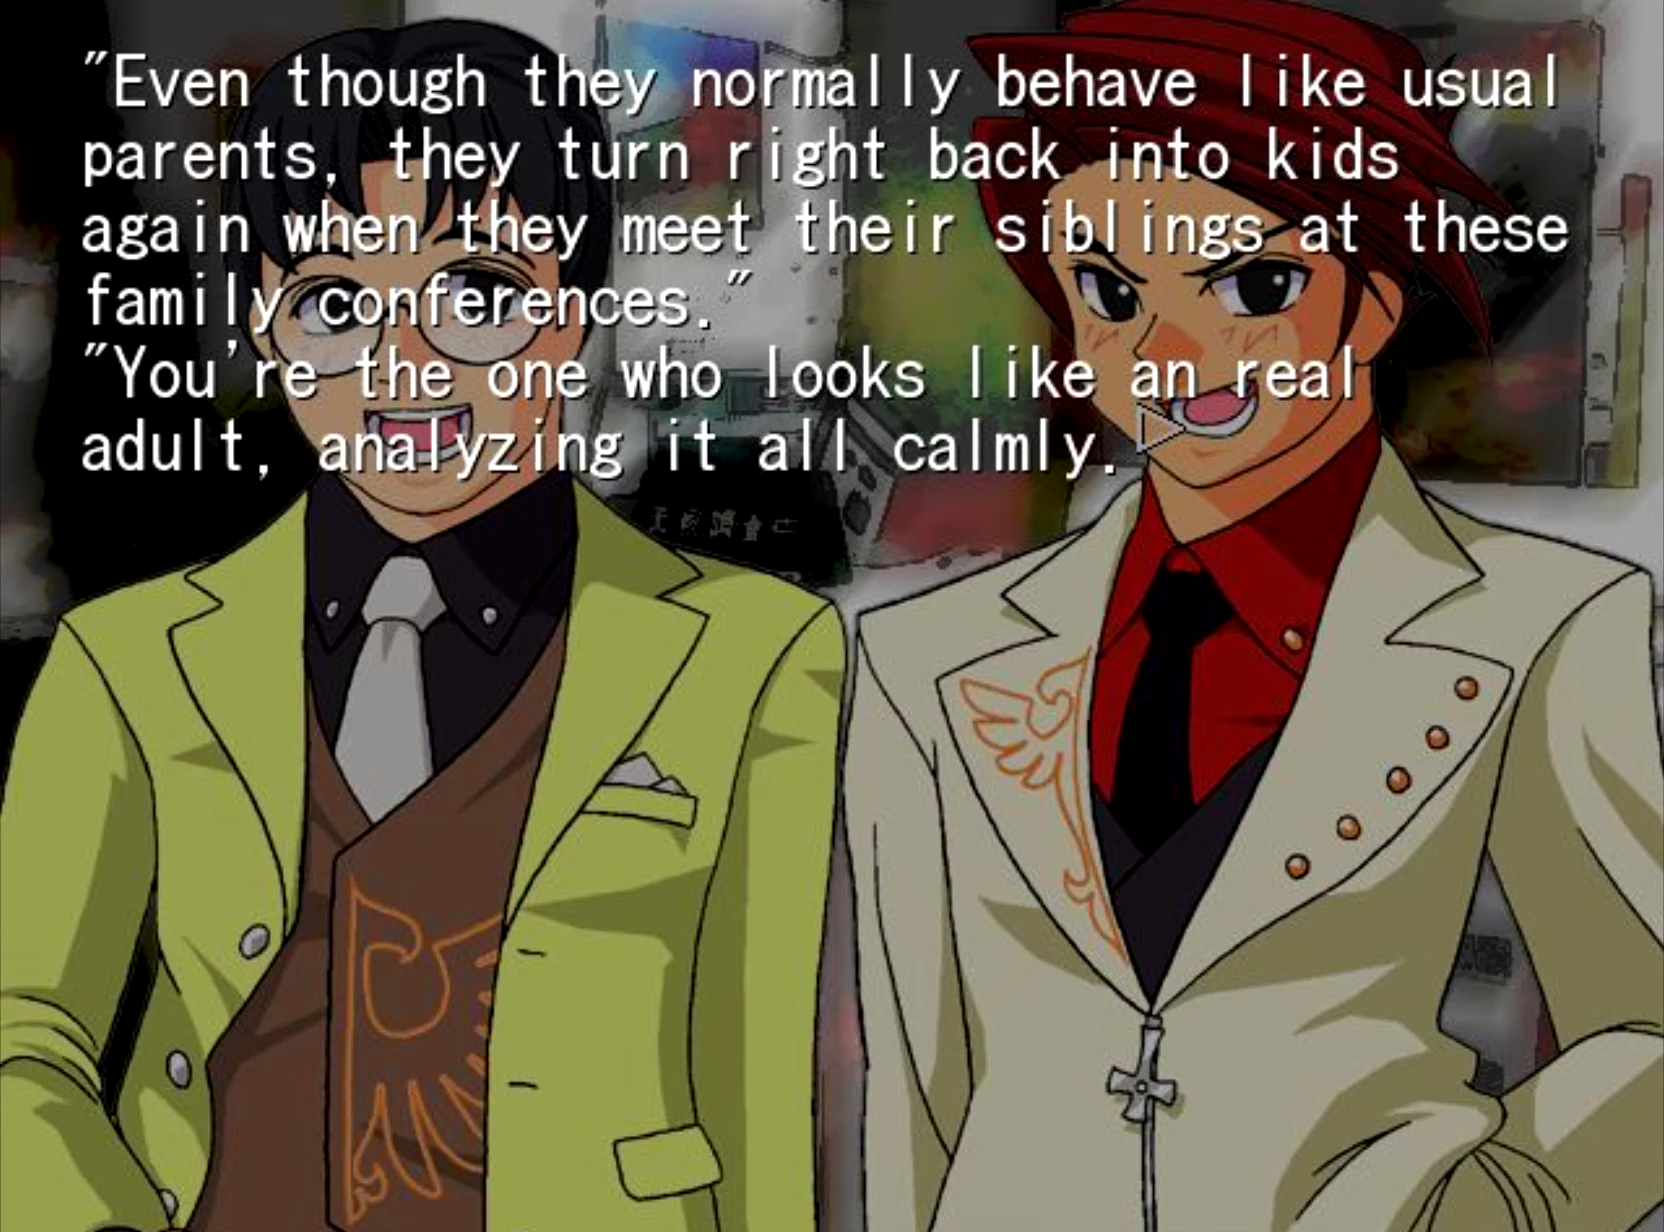 "Even though they normally behave like usual
parents, they turn right back into kids
again when they meet their siblings at these
family conferences."
"You're the one who looks like an real
adult, analyzing it all calmly.